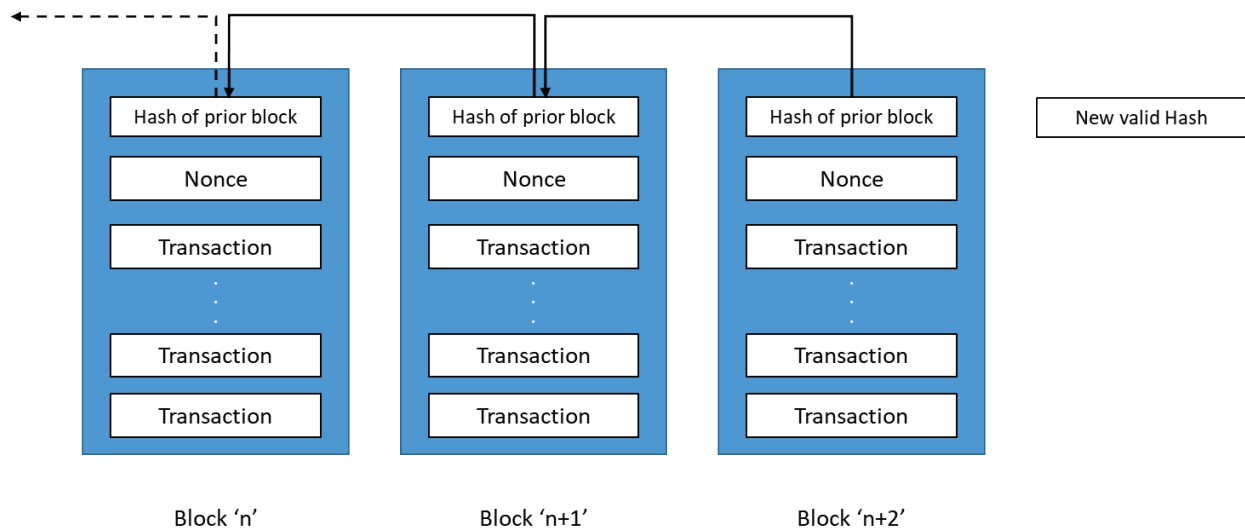 Hash of prior block
Nonce
Transaction
Transaction
Transaction
Block ‘n’
Hash of prior block
Nonce
Transaction
Transaction
Transaction
Block ‘n+1’
Hash of prior block
Nonce
Transaction
Transaction
Transaction
Block ‘n+2’
New valid Hash